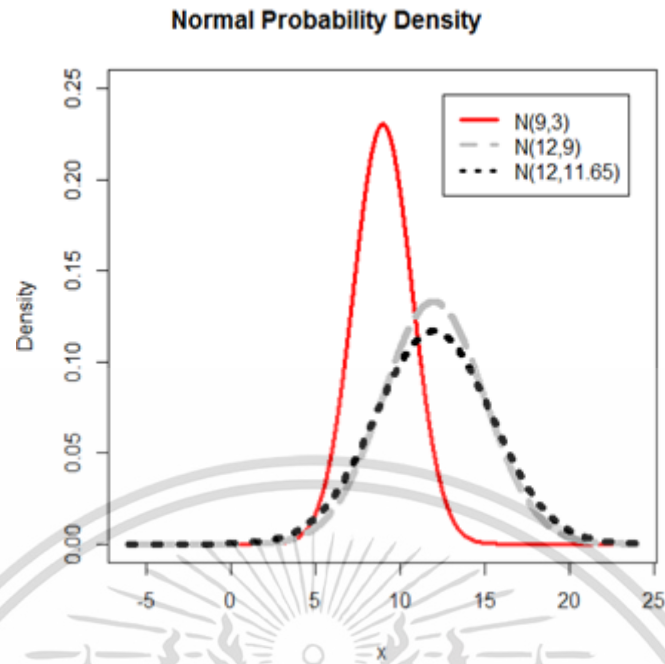 Normal Probability Density
N(9,3)
N(12,9)
N(12,11.65)
0.25
0.20
0.15
0.10
0.05
0.00
Density
-5 0 5 10 15 20 25
x